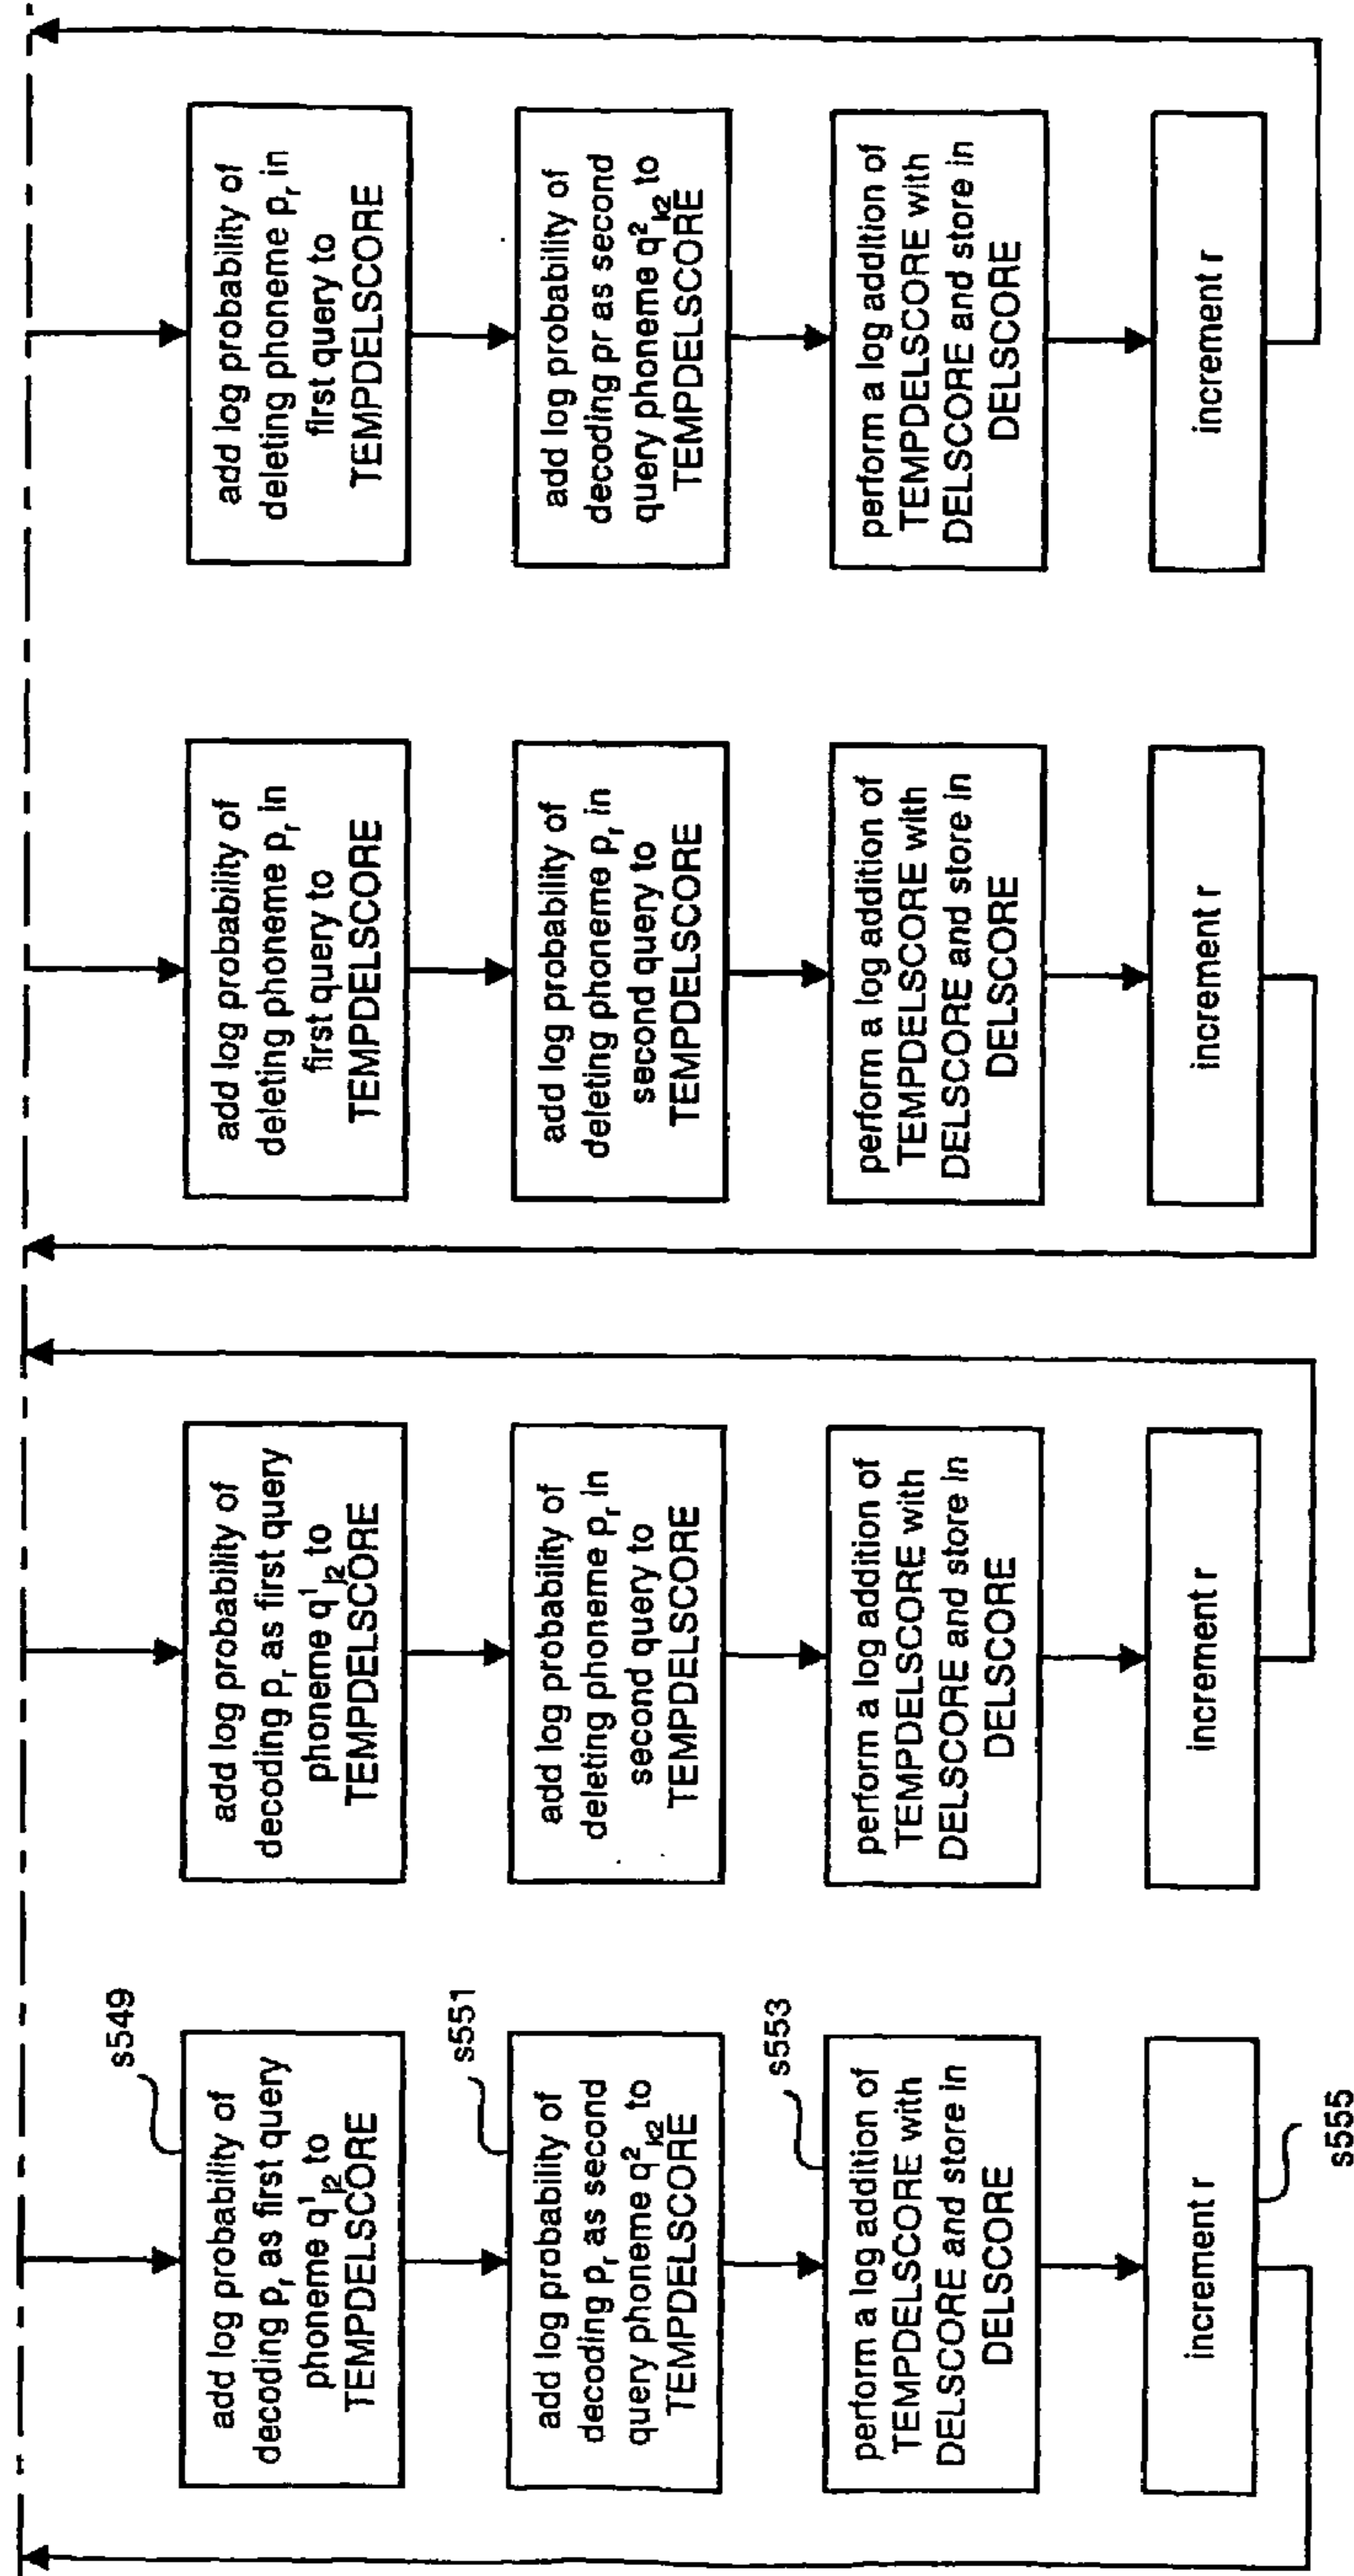 add log probability of
decoding pᵣ as first query
phoneme q¹ⱼ₂ to
TEMPDELSCORE
s549
add log probability of
decoding pᵣ as second
query phoneme q²ₖ₂ to
TEMPDELSCORE
s551
perform a log addition of
TEMPDELSCORE with
DELSCORE and store in
DELSCORE
s553
increment r
s555
add log probability of
decoding pᵣ as first query
phoneme q¹ⱼ₂ to
TEMPDELSCORE
add log probability of
deleting phoneme pᵣ in
second query to
TEMPDELSCORE
perform a log addition of
TEMPDELSCORE with
DELSCORE and store in
DELSCORE
increment r
add log probability of
deleting phoneme pᵣ in
first query to
TEMPDELSCORE
add log probability of
deleting phoneme pᵣ in
second query to
TEMPDELSCORE
perform a log addition of
TEMPDELSCORE with
DELSCORE and store in
DELSCORE
increment r
add log probability of
deleting phoneme pᵣ in
first query to
TEMPDELSCORE
add log probability of
decoding pr as second
query phoneme q²ₖ₂ to
TEMPDELSCORE
perform a log addition of
TEMPDELSCORE with
DELSCORE and store in
DELSCORE
increment r